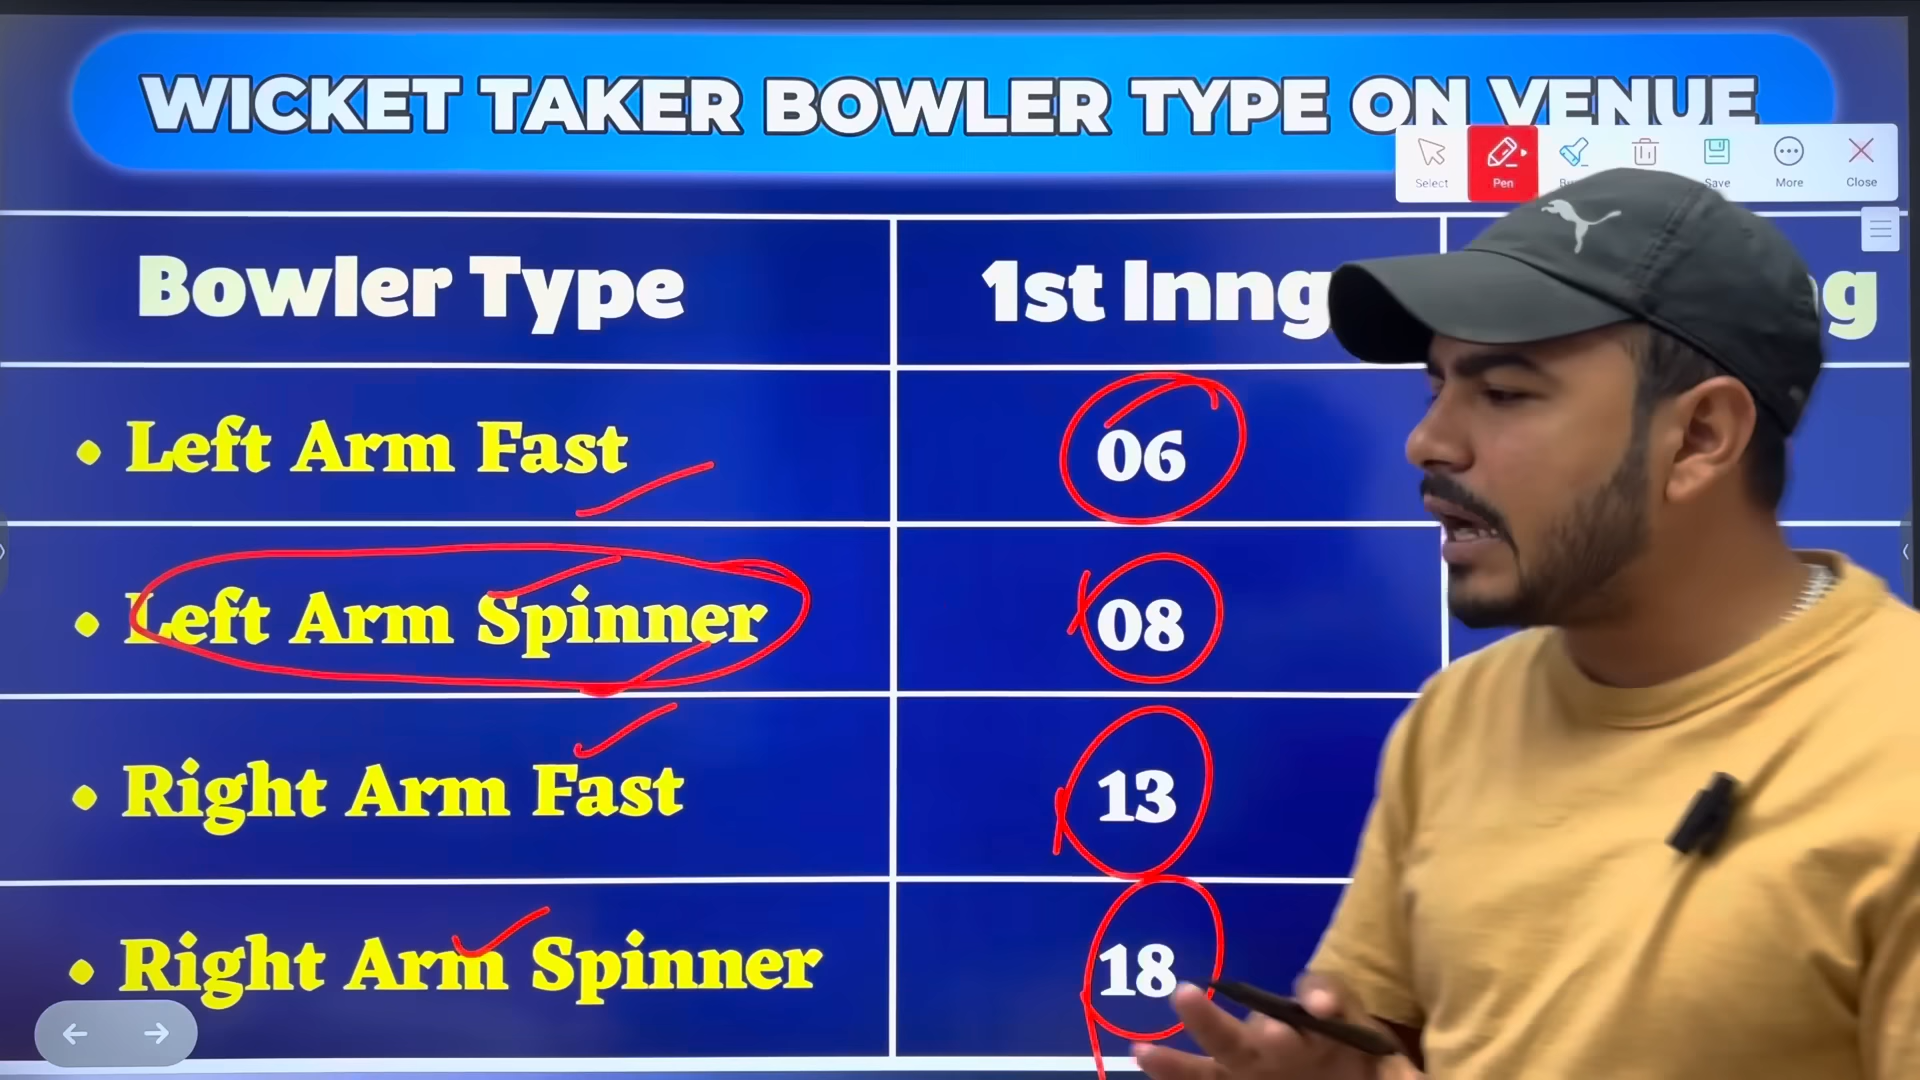 WICKET TAKER BOWLER TYPE ON VENUE
Select Pen Save More Close
Bowler Type 1st Inng
• Left Arm Fast 06
• Left Arm Spinner 08
• Right Arm Fast 13
• Right Arm Spinner 18